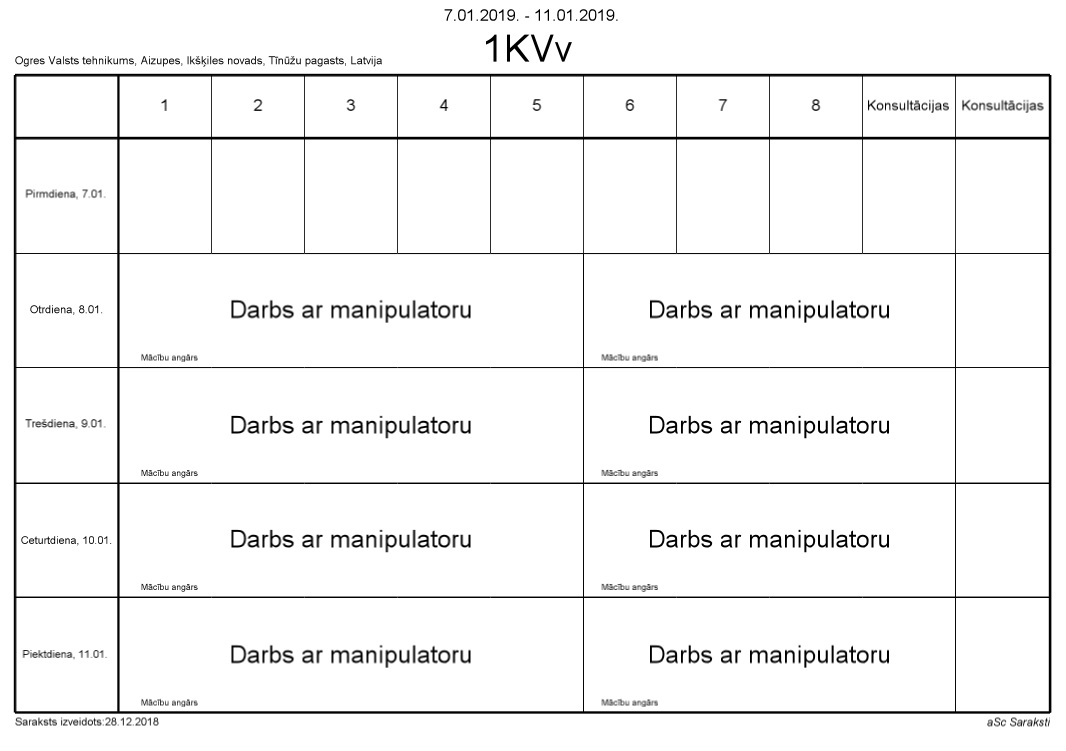 7.01.2019. - 11.01.2019.
1KVv
Ogres Valsts tehnikums, Aizupes, Ikšķiles novads, Tīnūžu pagasts, Latvija
1 2 3 4 5 6 7 8 Konsultācijas Konsultācijas
Pirmdiena, 7.01.
Otrdiena, 8.01. Darbs ar manipulatoru Darbs ar manipulatoru
Mācību angārs Mācību angārs
Trešdiena, 9.01. Darbs ar manipulatoru Darbs ar manipulatoru
Mācību angārs Mācību angārs
Ceturtdiena, 10.01. Darbs ar manipulatoru Darbs ar manipulatoru
Mācību angārs Mācību angārs
Piektdiena, 11.01. Darbs ar manipulatoru Darbs ar manipulatoru
Mācību angārs Mācību angārs
Saraksts izveidots:28.12.2018 aSc Saraksti